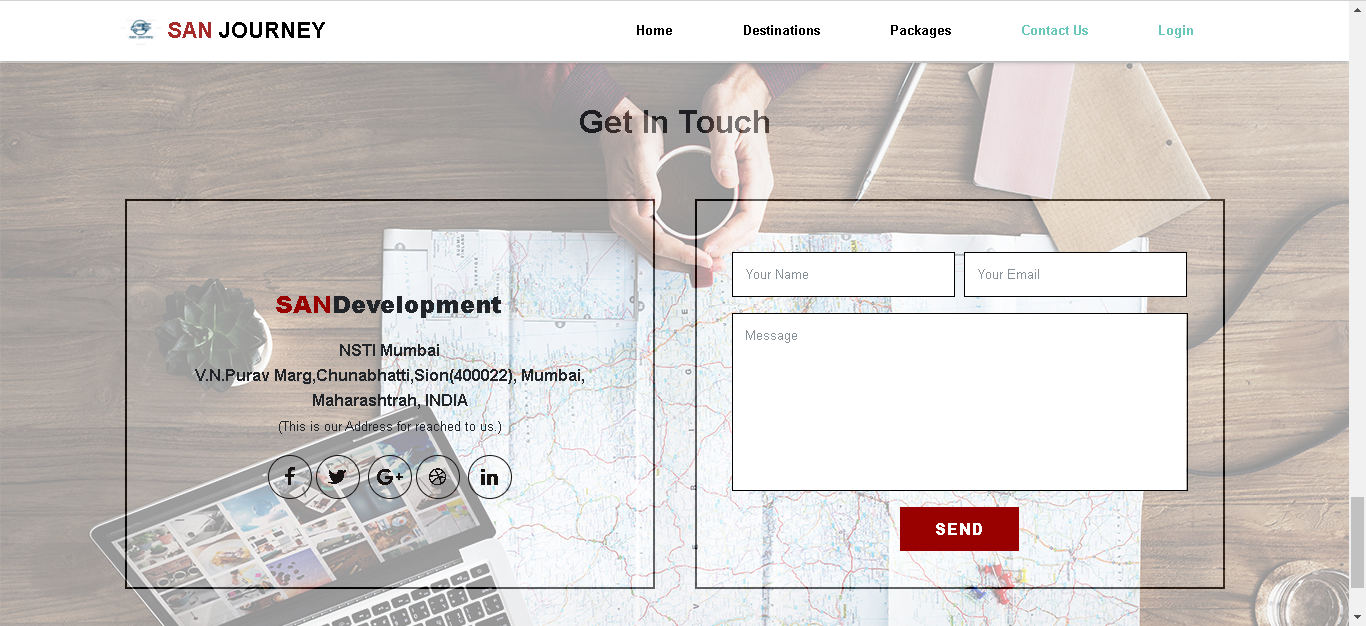 SAN JOURNEY
Home
Destinations
Packages
Contact Us
Login
Get In Touch
SANDevelopment
NSTI Mumbai
V.N.Purav Marg,Chunabhatti,Sion(400022), Mumbai,
Maharashtrah, INDIA
(This is our Address for reached to us.)
Your Name
Your Email
Message
SEND